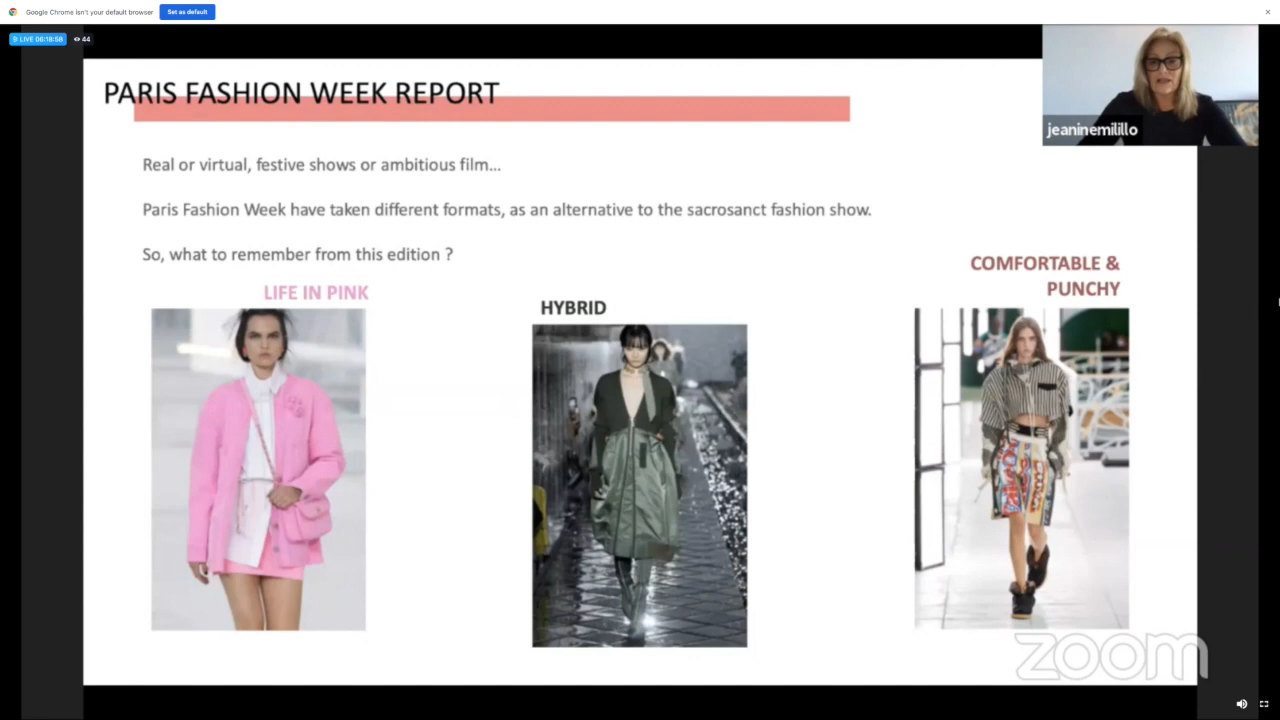 Google Chrome isn't your default browser
Set as default
LIVE 06:18:58
44
PARIS FASHION WEEK REPORT
jeaninemilillo
Real or virtual, festive shows or ambitious film...
Paris Fashion Week have taken different formats, as an alternative to the sacrosanct fashion show.
So, what to remember from this edition ?
LIFE IN PINK
HYBRID
COMFORTABLE &
PUNCHY
zoom